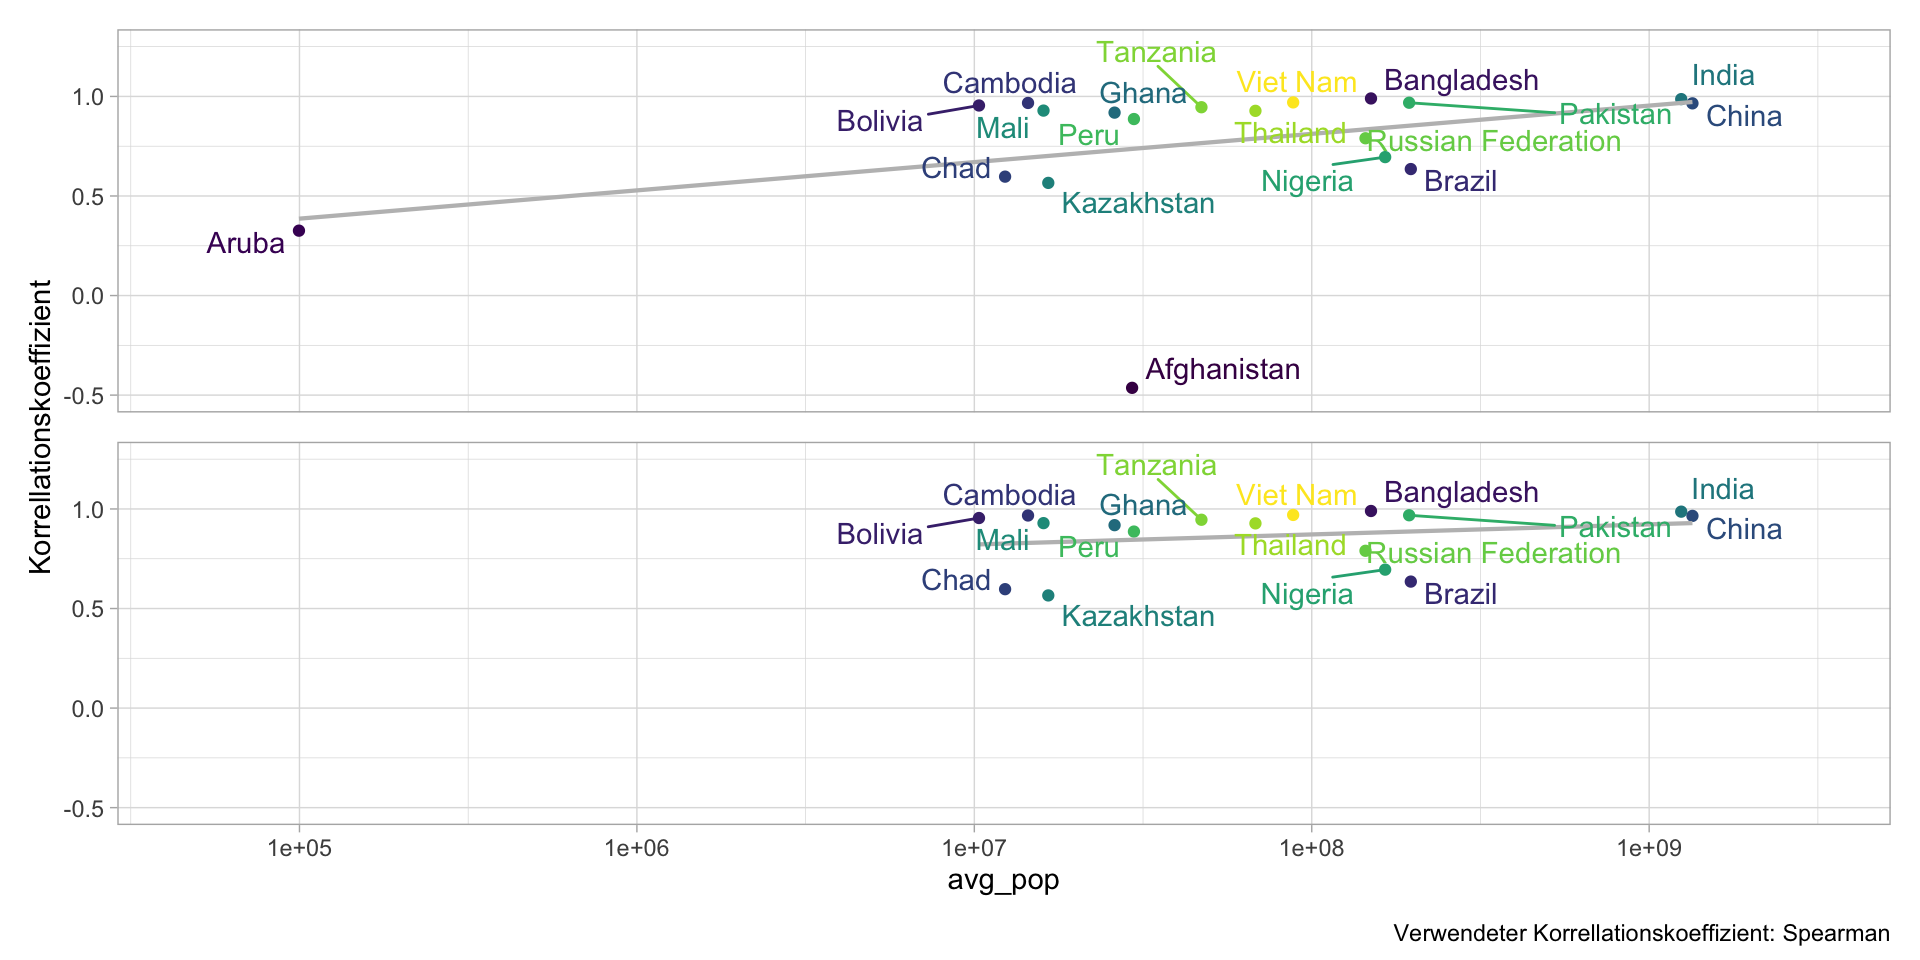 Korrellationskoeffizient
1.0
0.5
0.0
-0.5
Tanzania
Cambodia
Ghana
Viet Nam
Bangladesh
India
Bolivia
Mali
Peru
Thailand
Pakistan
China
Russian Federation
Chad
Nigeria
Brazil
Kazakhstan
Aruba
Afghanistan
1.0
0.5
0.0
-0.5
Tanzania
Cambodia
Ghana
Viet Nam
Bangladesh
India
Bolivia
Mali
Peru
Thailand
Pakistan
China
Russian Federation
Chad
Nigeria
Brazil
Kazakhstan
1e+05 1e+06 1e+07 1e+08 1e+09
avg_pop
Verwendeter Korrellationskoeffizient: Spearman